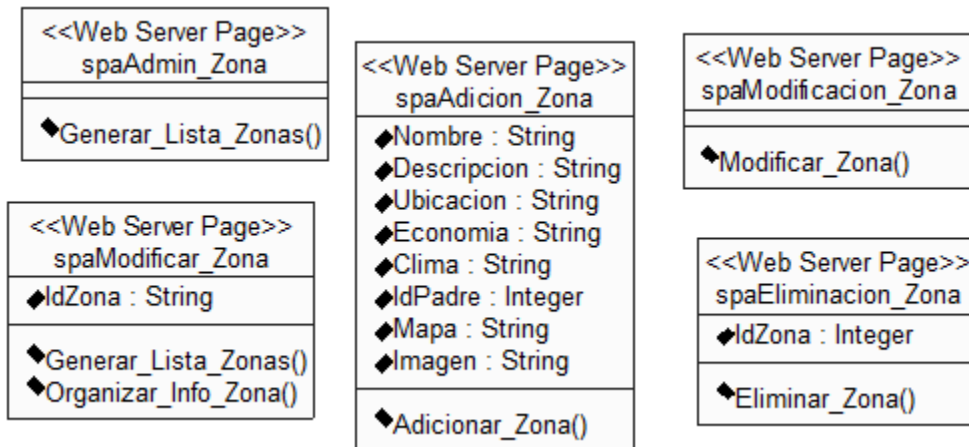 <<Web Server Page>>
spaAdmin_Zona
Generar_Lista_Zonas()
<<Web Server Page>>
spaModificar_Zona
IdZona : String
Generar_Lista_Zonas()
Organizar_Info_Zona()
<<Web Server Page>>
spaAdicion_Zona
Nombre : String
Descripcion : String
Ubicacion : String
Economia : String
Clima : String
IdPadre : Integer
Mapa : String
Imagen : String
Adicionar_Zona()
<<Web Server Page>>
spaModificacion_Zona
Modificar_Zona()
<<Web Server Page>>
spaEliminacion_Zona
IdZona : Integer
Eliminar_Zona()